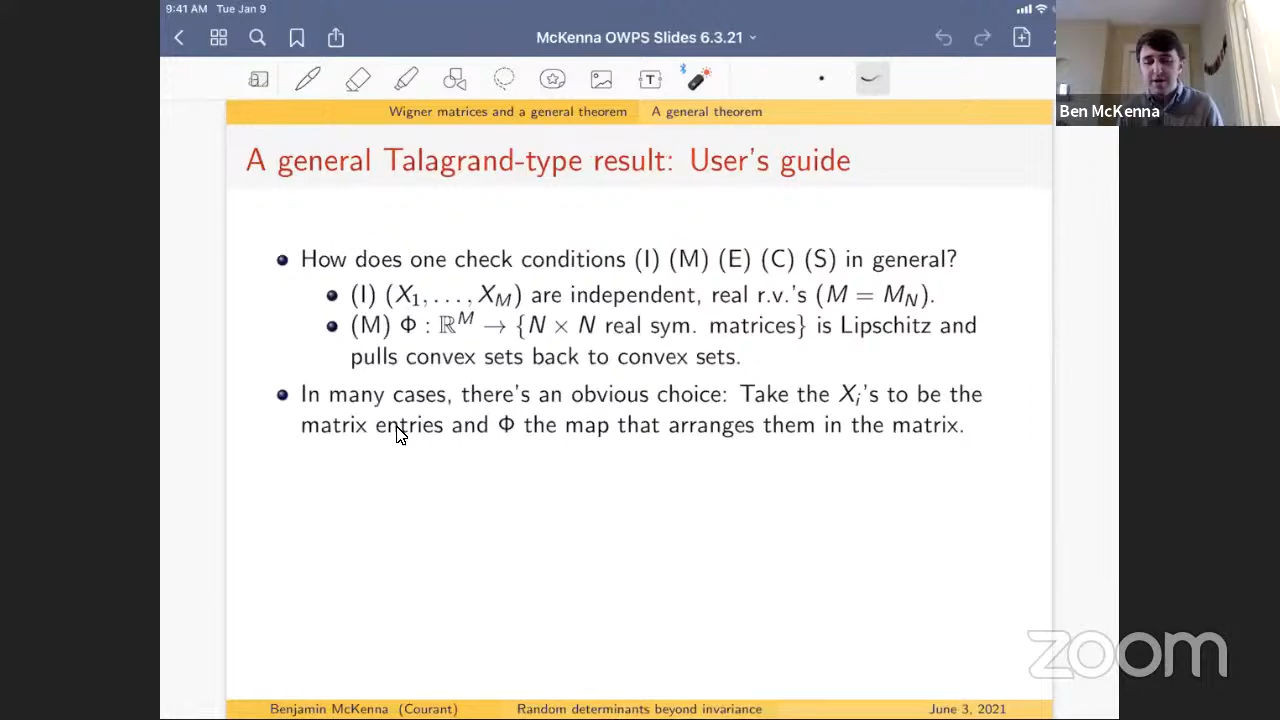 9:41 AM Tue Jan 9
McKenna OWPS Slides 6.3.21
T
Ben McKenna
Wigner matrices and a general theorem A general theorem
A general Talagrand-type result: User's guide
How does one check conditions (I) (M) (E) (C) (S) in general?
(I) (X₁, . . . , X_M) are independent, real r.v.'s (M = M_N).
(M) Φ : ℝ^M → {N × N real sym. matrices} is Lipschitz and
pulls convex sets back to convex sets.
In many cases, there's an obvious choice: Take the X_i's to be the
matrix entries and Φ the map that arranges them in the matrix.
zoom
Benjamin McKenna (Courant) Random determinants beyond invariance June 3, 2021